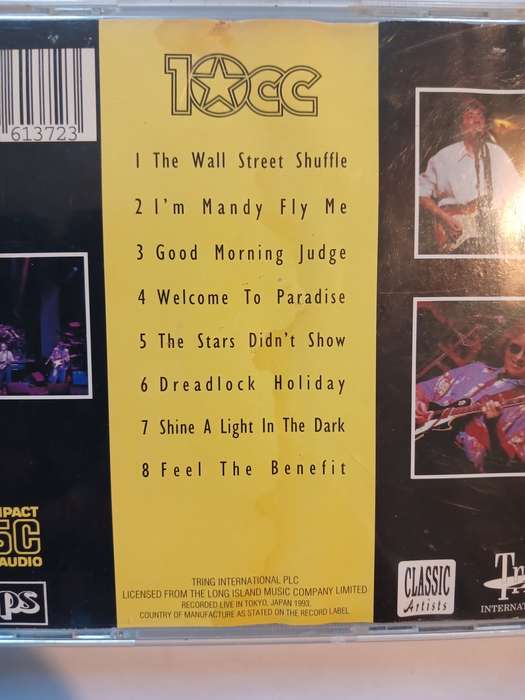 613723
10CC
1 The Wall Street Shuffle
2 I'm Mandy Fly Me
3 Good Morning Judge
4 Welcome To Paradise
5 The Stars Didn't Show
6 Dreadlock Holiday
7 Shine A Light In The Dark
8 Feel The Benefit
AUDIO
CLASSIC
Artists
TRING INTERNATIONAL PLC
LICENSED FROM THE LONG ISLAND MUSIC COMPANY LIMITED
RECORDED LIVE IN TOKYO, JAPAN 1993.
COUNTRY OF MANUFACTURE AS STATED ON THE RECORD LABEL